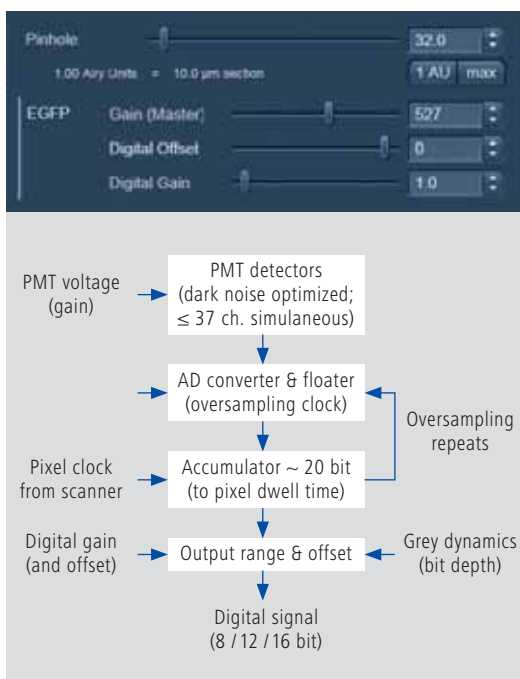 Pinhole 32.0
1.00 Airy Units = 10.0 µm section 1 AU max
EGFP Gain (Master) 527
Digital Offset 0
Digital Gain 1.0
PMT voltage
(gain)
PMT detectors
(dark noise optimized;
≤ 37 ch. simultaneous)
AD converter & floater
(oversampling clock)
Oversampling
repeats
Pixel clock
from scanner
Accumulator ~ 20 bit
(to pixel dwell time)
Digital gain
(and offset)
Output range & offset
Grey dynamics
(bit depth)
Digital signal
(8 / 12 / 16 bit)